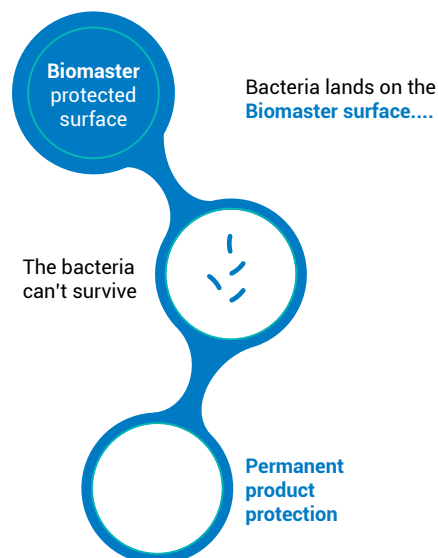 Biomaster
protected
surface
Bacteria lands on the
Biomaster surface....
The bacteria
can't survive
Permanent
product
protection